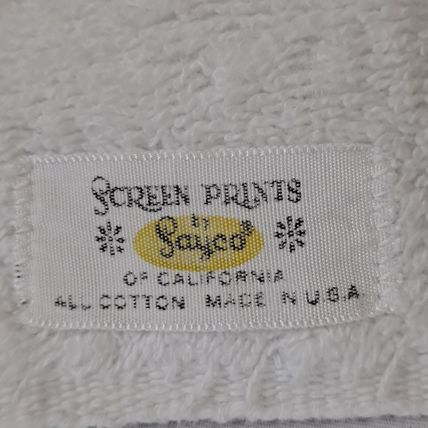 SCREEN PRINTS
by
Sayco®
OF CALIFORNIA
ALL COTTON MADE IN U.S.A